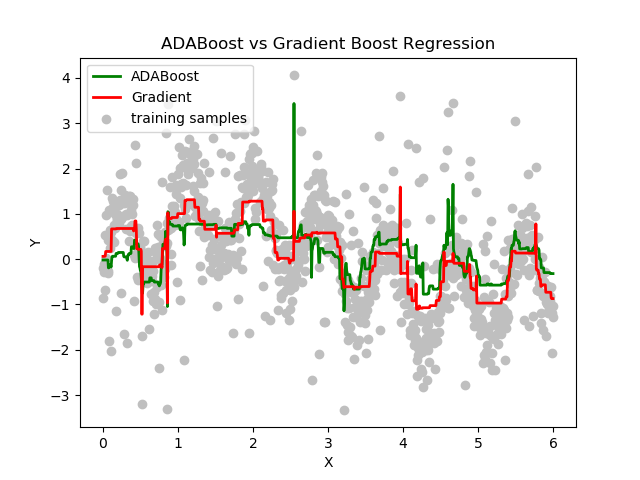 ADABoost vs Gradient Boost Regression
ADABoost
Gradient
training samples
Y
4
3
2
1
0
−1
−2
−3
0 1 2 3 4 5 6
X